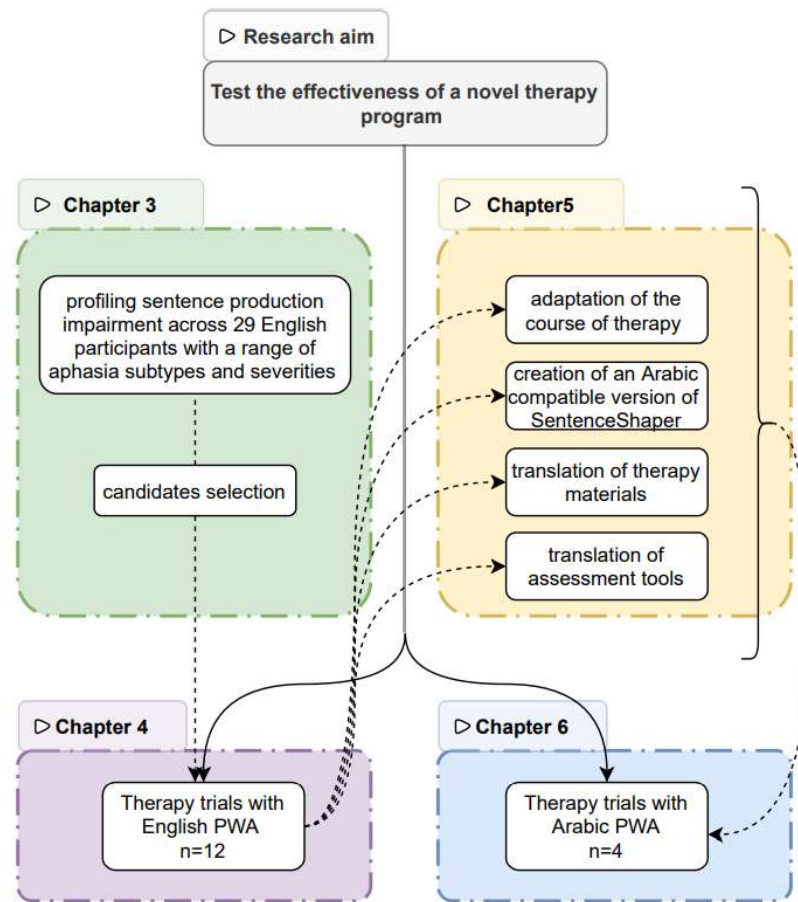 Research aim
Test the effectiveness of a novel therapy
program
Chapter 3
profiling sentence production
impairment across 29 English
participants with a range of
aphasia subtypes and severities
candidates selection
Chapter5
adaptation of the
course of therapy
creation of an Arabic
compatible version of
SentenceShaper
translation of therapy
materials
translation of
assessment tools
Chapter 4
Therapy trials with
English PWA
n=12
Chapter 6
Therapy trials with
Arabic PWA
n=4